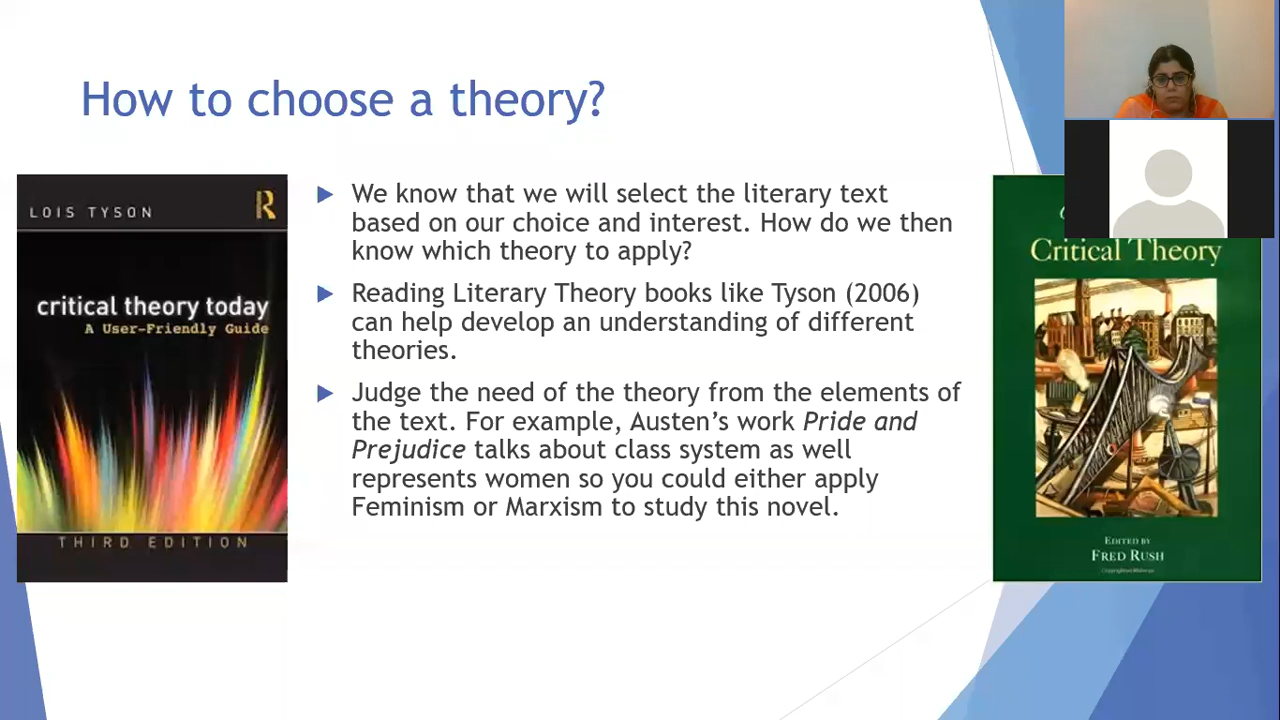 How to choose a theory?
LOIS TYSON
R
critical theory today
A User-Friendly Guide
THIRD EDITION
We know that we will select the literary text
based on our choice and interest. How do we then
know which theory to apply?
Reading Literary Theory books like Tyson (2006)
can help develop an understanding of different
theories.
Judge the need of the theory from the elements of
the text. For example, Austen’s work Pride and
Prejudice talks about class system as well
represents women so you could either apply
Feminism or Marxism to study this novel.
Critical Theory
EDITED BY
FRED RUSH